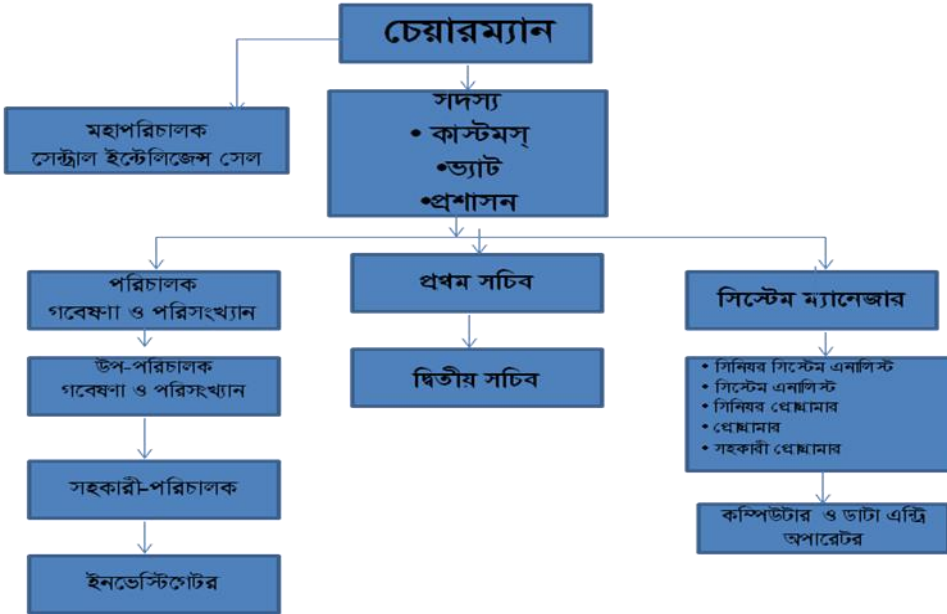 চেয়ারম্যান
মহাপরিচালক
সেন্ট্রাল ইন্টেলিজেন্স সেল
সদস্য
• কাস্টমস্
•ভ্যাট
•প্রশাসন
পরিচালক
গবেষণা ও পরিসংখ্যান
উপ-পরিচালক
গবেষণা ও পরিসংখ্যান
সহকারী-পরিচালক
ইনভেস্টিগেটর
প্রথম সচিব
দ্বিতীয় সচিব
সিস্টেম ম্যানেজার
• সিনিয়র সিস্টেম এনালিস্ট
• সিস্টেম এনালিস্ট
• সিনিয়র প্রোগ্রামার
• প্রোগ্রামার
• সহকারী প্রোগ্রামার
কম্পিউটার ও ডাটা এন্ট্রি
অপারেটর